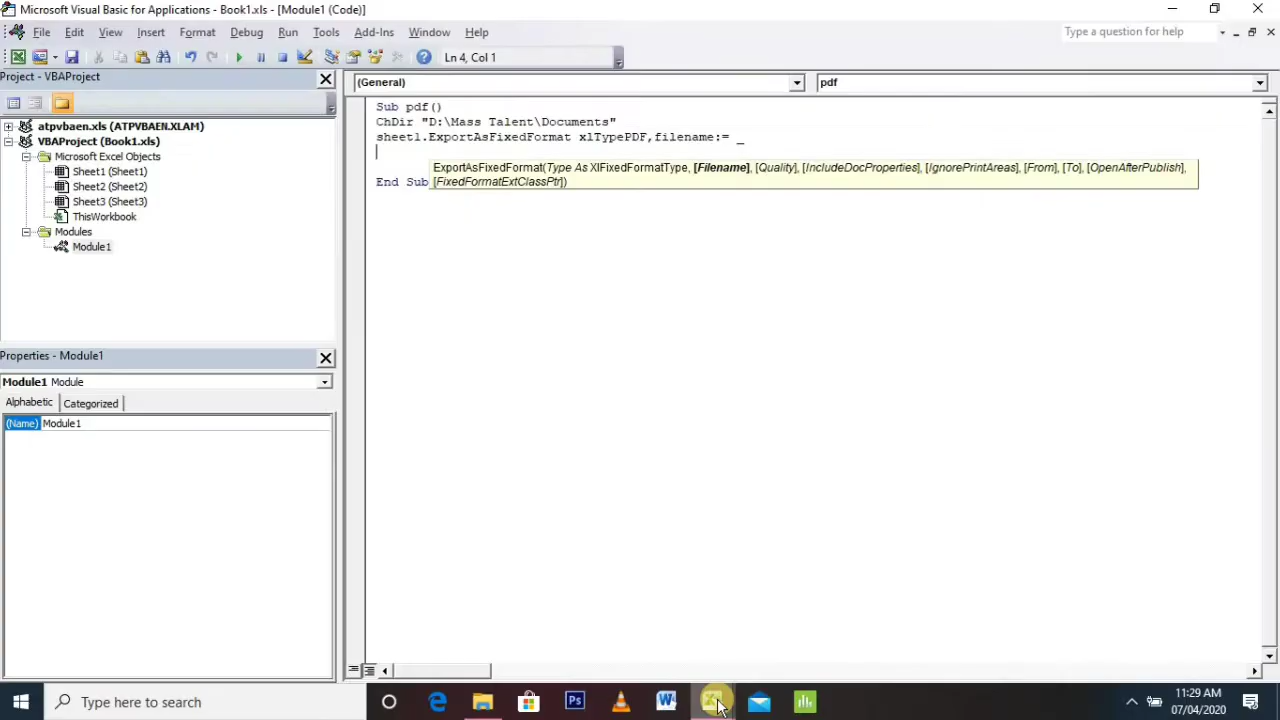 Microsoft Visual Basic for Applications - Book1.xls - [Module1 (Code)]
File Edit View Insert Format Debug Run Tools Add-Ins Window Help
Type a question for help
Ln 4, Col 1
Project - VBAProject
(General)
pdf
atpvbaen.xls (ATPVBAEN.XLAM)
VBAProject (Book1.xls)
Microsoft Excel Objects
Sheet1 (Sheet1)
Sheet2 (Sheet2)
Sheet3 (Sheet3)
ThisWorkbook
Modules
Module1
Sub pdf()
ChDir "D:\Mass Talent\Documents"
sheet1.ExportAsFixedFormat xlTypePDF,filename:= _
ExportAsFixedFormat(Type As XlFixedFormatType, [Filename], [Quality], [IncludeDocProperties], [IgnorePrintAreas], [From], [To], [OpenAfterPublish],
[FixedFormatExtClassPtr])
End Sub
Properties - Module1
Module1 Module
Alphabetic Categorized
(Name) Module1
Type here to search
Ps
W
11:29 AM
07/04/2020